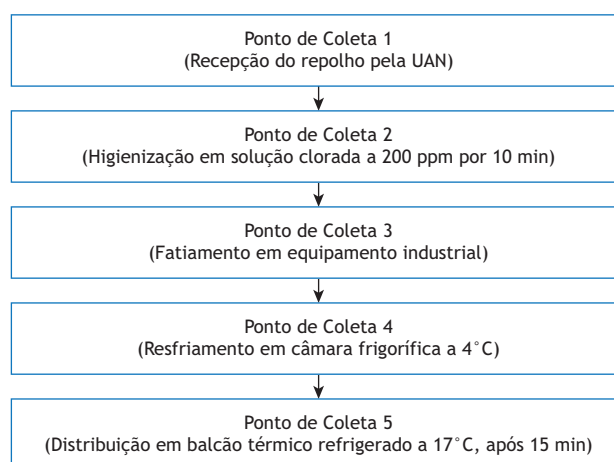 Ponto de Coleta 1
(Recepção do repolho pela UAN)
Ponto de Coleta 2
(Higienização em solução clorada a 200 ppm por 10 min)
Ponto de Coleta 3
(Fatiamento em equipamento industrial)
Ponto de Coleta 4
(Resfriamento em câmara frigorífica a 4°C)
Ponto de Coleta 5
(Distribuição em balcão térmico refrigerado a 17°C, após 15 min)